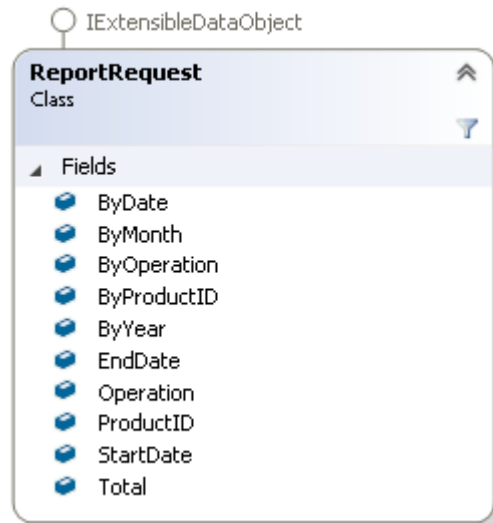 IExtensibleDataObject
ReportRequest
Class
Fields
ByDate
ByMonth
ByOperation
ByProductID
ByYear
EndDate
Operation
ProductID
StartDate
Total